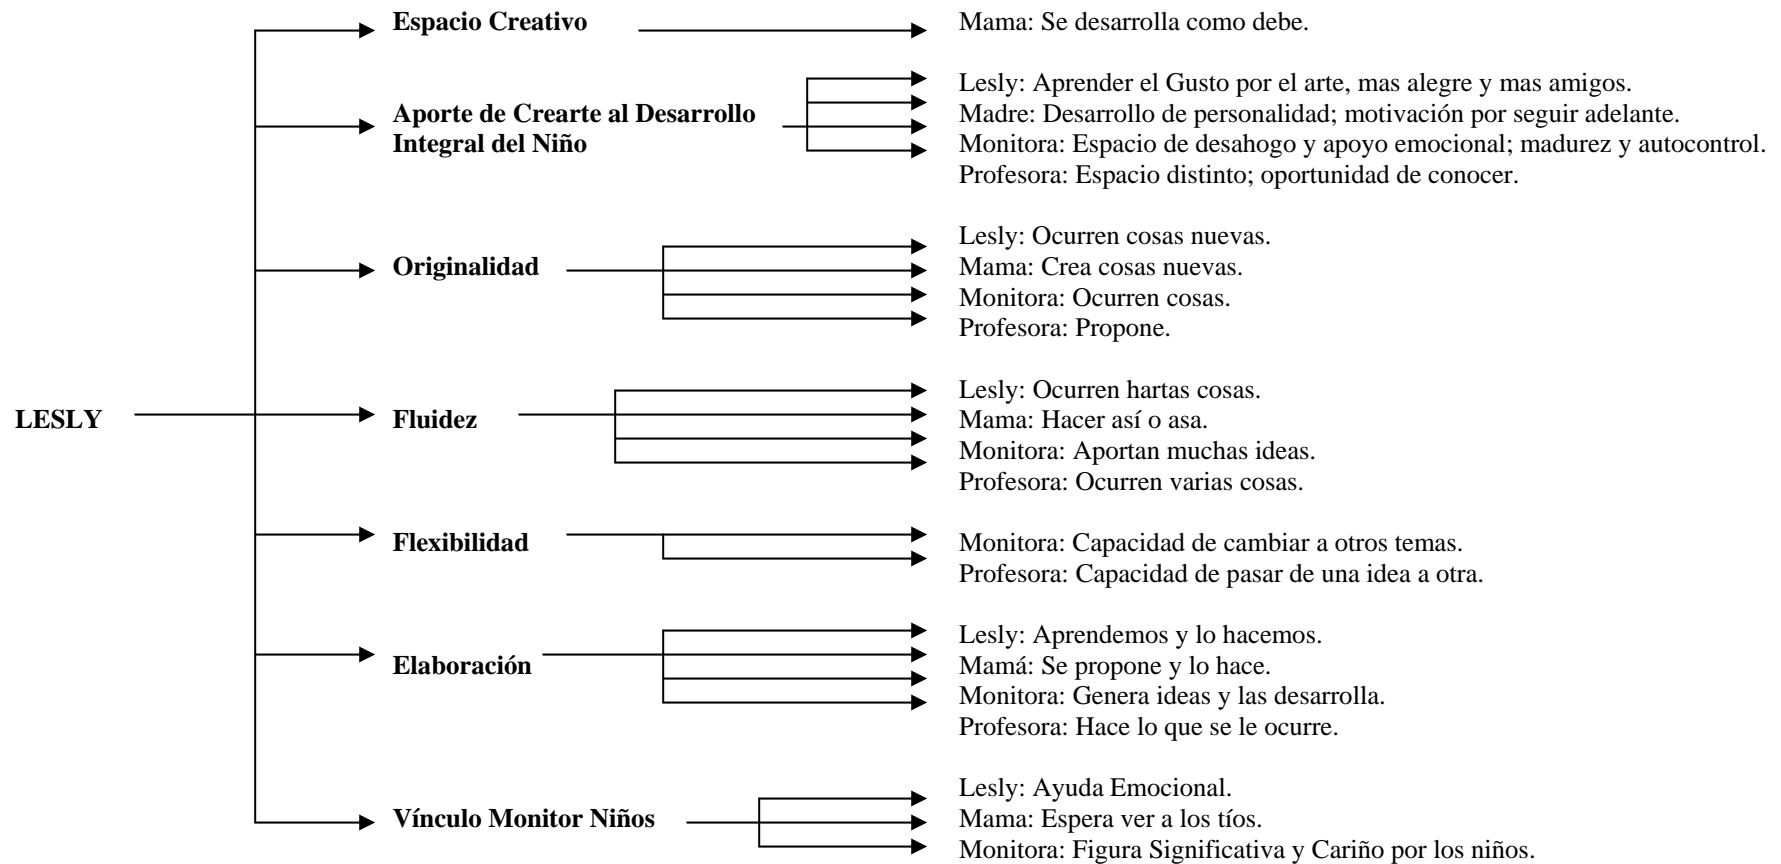 Espacio Creativo
Mama: Se desarrolla como debe.
Aporte de Crearte al Desarrollo
Integral del Niño
Lesly: Aprender el Gusto por el arte, mas alegre y mas amigos.
Madre: Desarrollo de personalidad; motivación por seguir adelante.
Monitora: Espacio de desahogo y apoyo emocional; madurez y autocontrol.
Profesora: Espacio distinto; oportunidad de conocer.
Originalidad
Lesly: Ocurren cosas nuevas.
Mama: Crea cosas nuevas.
Monitora: Ocurren cosas.
Profesora: Propone.
LESLY
Fluidez
Lesly: Ocurren hartas cosas.
Mama: Hacer así o asa.
Monitora: Aportan muchas ideas.
Profesora: Ocurren varias cosas.
Flexibilidad
Monitora: Capacidad de cambiar a otros temas.
Profesora: Capacidad de pasar de una idea a otra.
Elaboración
Lesly: Aprendemos y lo hacemos.
Mamá: Se propone y lo hace.
Monitora: Genera ideas y las desarrolla.
Profesora: Hace lo que se le ocurre.
Vínculo Monitor Niños
Lesly: Ayuda Emocional.
Mama: Espera ver a los tíos.
Monitora: Figura Significativa y Cariño por los niños.